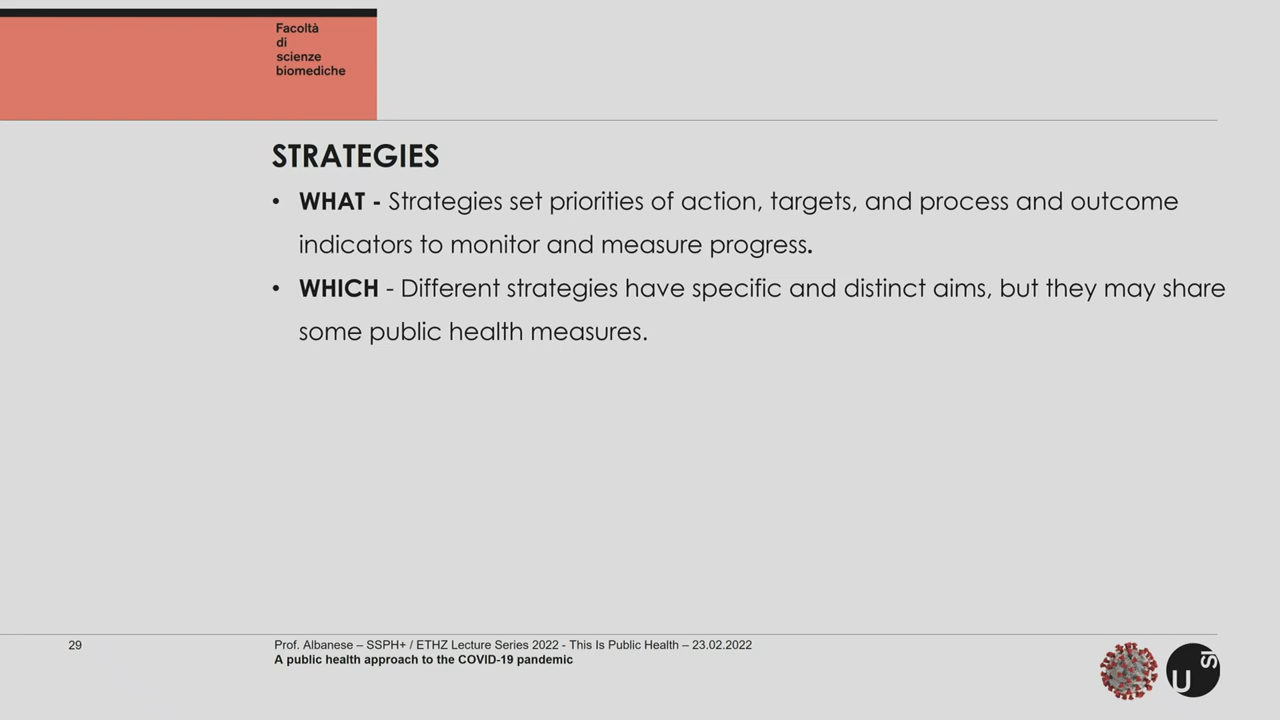 Facoltà
di
scienze
biomediche
STRATEGIES
• WHAT - Strategies set priorities of action, targets, and process and outcome
indicators to monitor and measure progress.
• WHICH - Different strategies have specific and distinct aims, but they may share
some public health measures.
29
Prof. Albanese – SSPH+ / ETHZ Lecture Series 2022 - This Is Public Health – 23.02.2022
A public health approach to the COVID-19 pandemic
U
SI